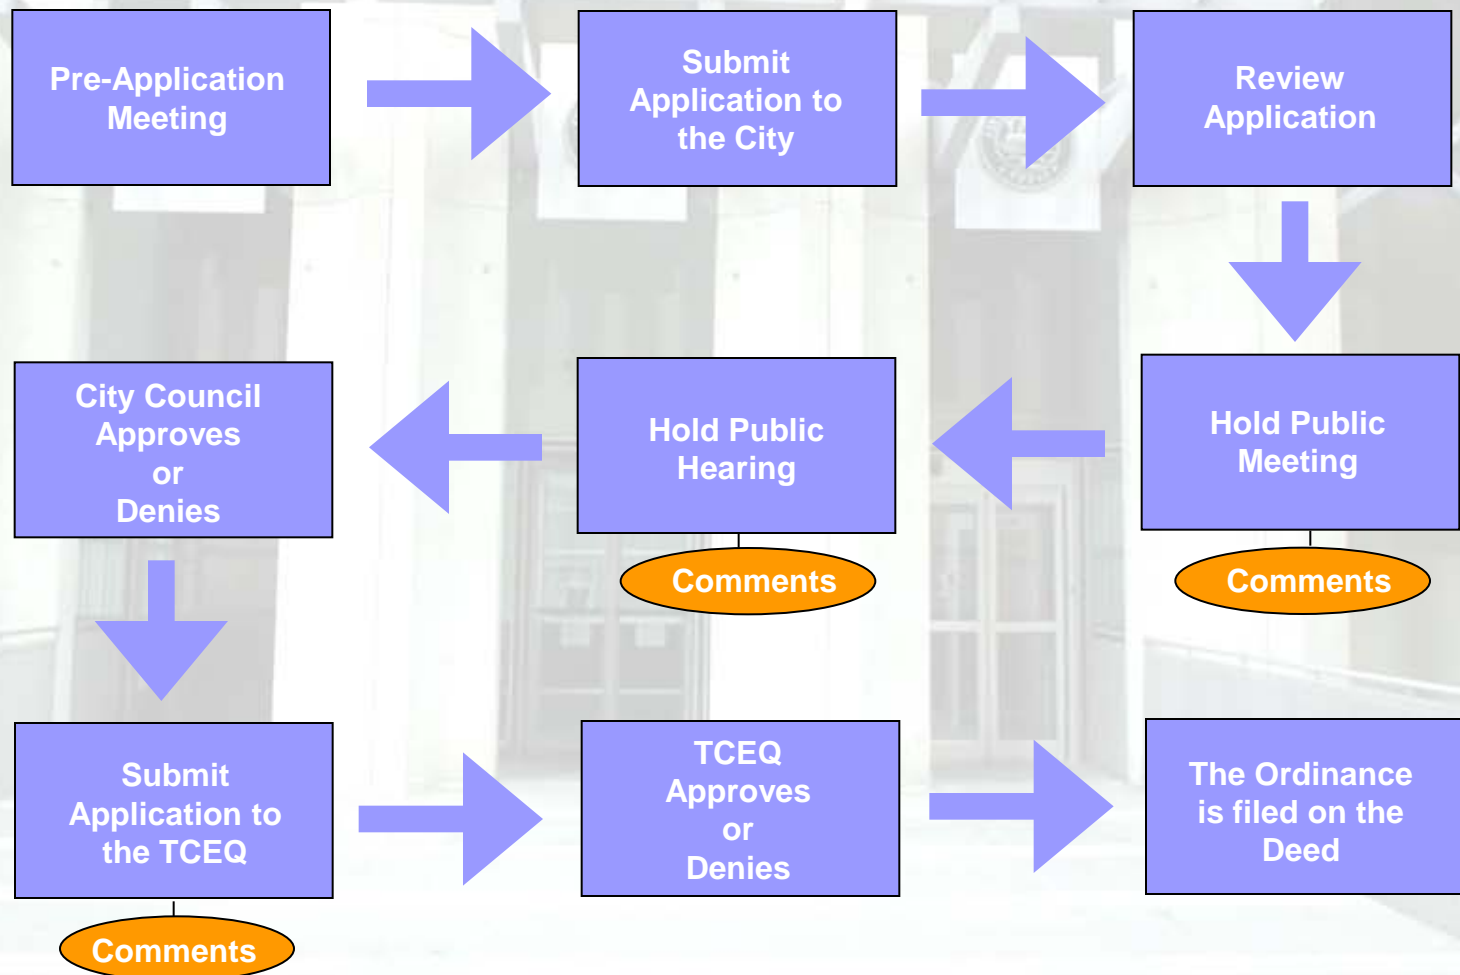 Pre-Application
Meeting
Submit
Application to
the City
Review
Application
Hold Public
Meeting
Comments
Hold Public
Hearing
Comments
City Council
Approves
or
Denies
Submit
Application to
the TCEQ
Comments
TCEQ
Approves
or
Denies
The Ordinance
is filed on the
Deed